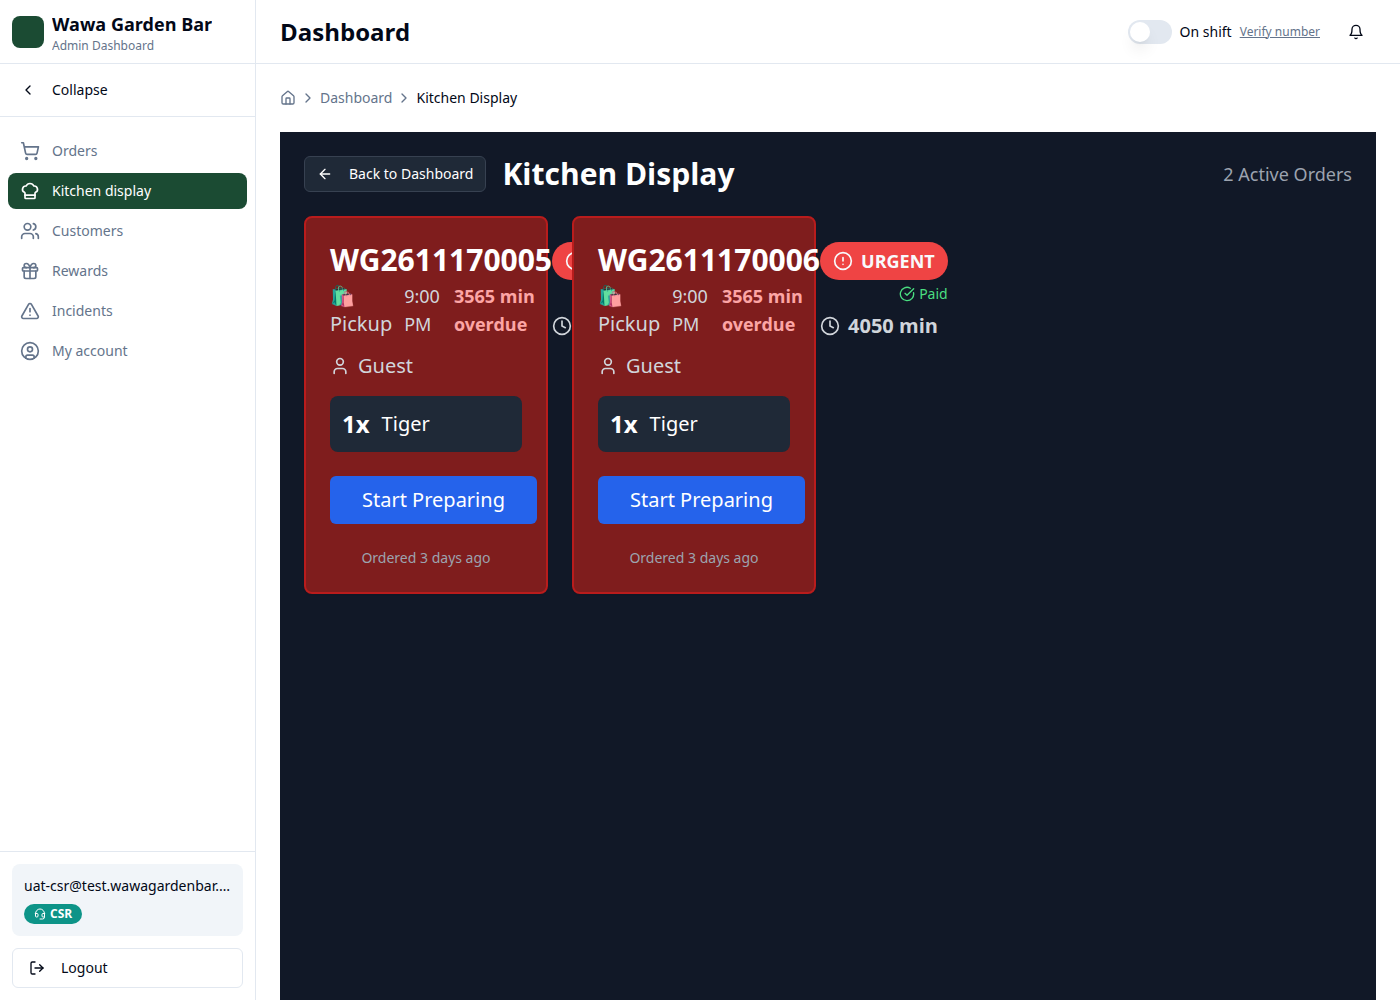 Wawa Garden Bar
Admin Dashboard
Collapse
Orders
Kitchen display
Customers
Rewards
Incidents
My account
uat-csr@test.wawagardenbar....
CSR
Logout
Dashboard
On shift
Verify number
Dashboard
Kitchen Display
Back to Dashboard
Kitchen Display
2 Active Orders
WG2611170005
Pickup
9:00 PM
3565 min overdue
Guest
1x Tiger
Start Preparing
Ordered 3 days ago
WG2611170006
URGENT
Paid
Pickup
9:00 PM
3565 min overdue
4050 min
Guest
1x Tiger
Start Preparing
Ordered 3 days ago